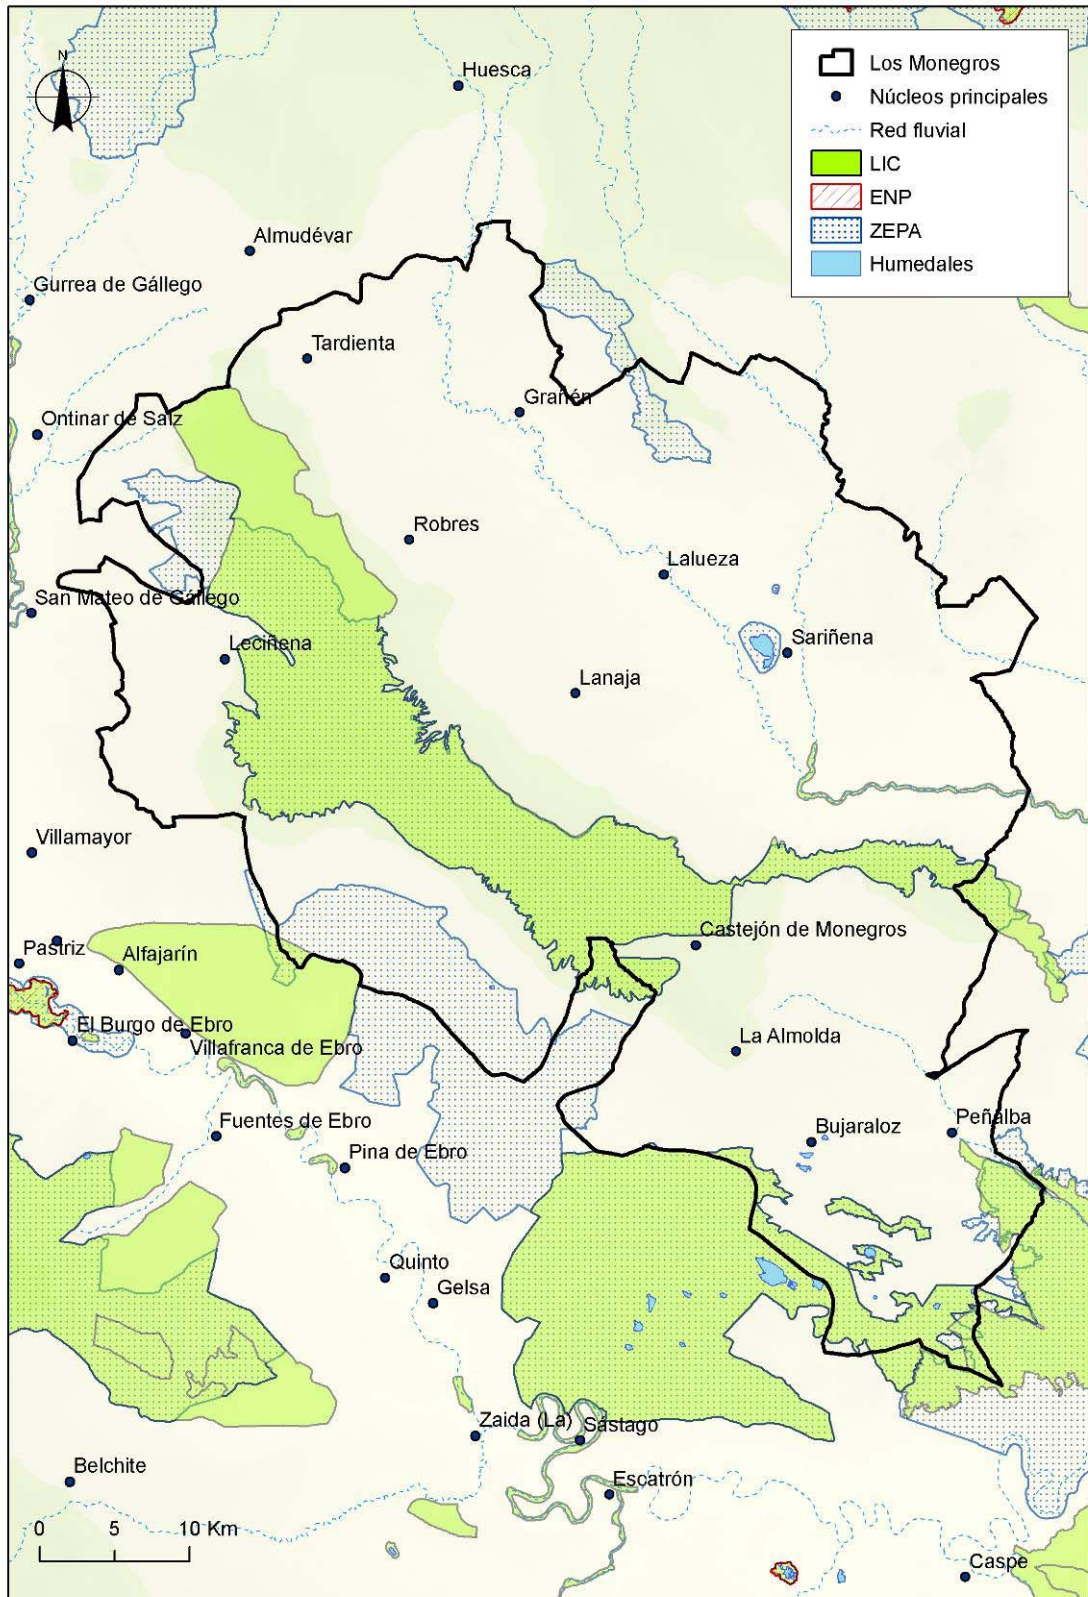 N
Los Monegros
Núcleos principales
Red fluvial
LIC
ENP
ZEPA
Humedales
Huesca
Almudévar
Gurrea de Gállego
Tardienta
Grañén
Ontinar de Salz
Robres
Lalueza
San Mateo de Gállego
Leciñena
Sariñena
Lanaja
Villamayor
Castejón de Monegros
Pastriz
Alfajarín
El Burgo de Ebro
Villafranca de Ebro
La Almolda
Fuentes de Ebro
Bujaraloz
Peñalba
Pina de Ebro
Quinto
Gelsa
Zaida (La)
Sástago
Belchite
Escatrón
0 5 10 Km
Caspe